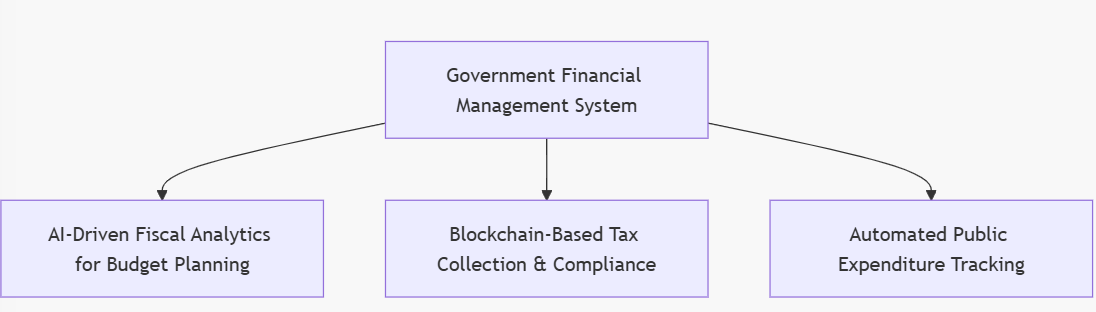 Government Financial
Management System
AI-Driven Fiscal Analytics
for Budget Planning
Blockchain-Based Tax
Collection & Compliance
Automated Public
Expenditure Tracking